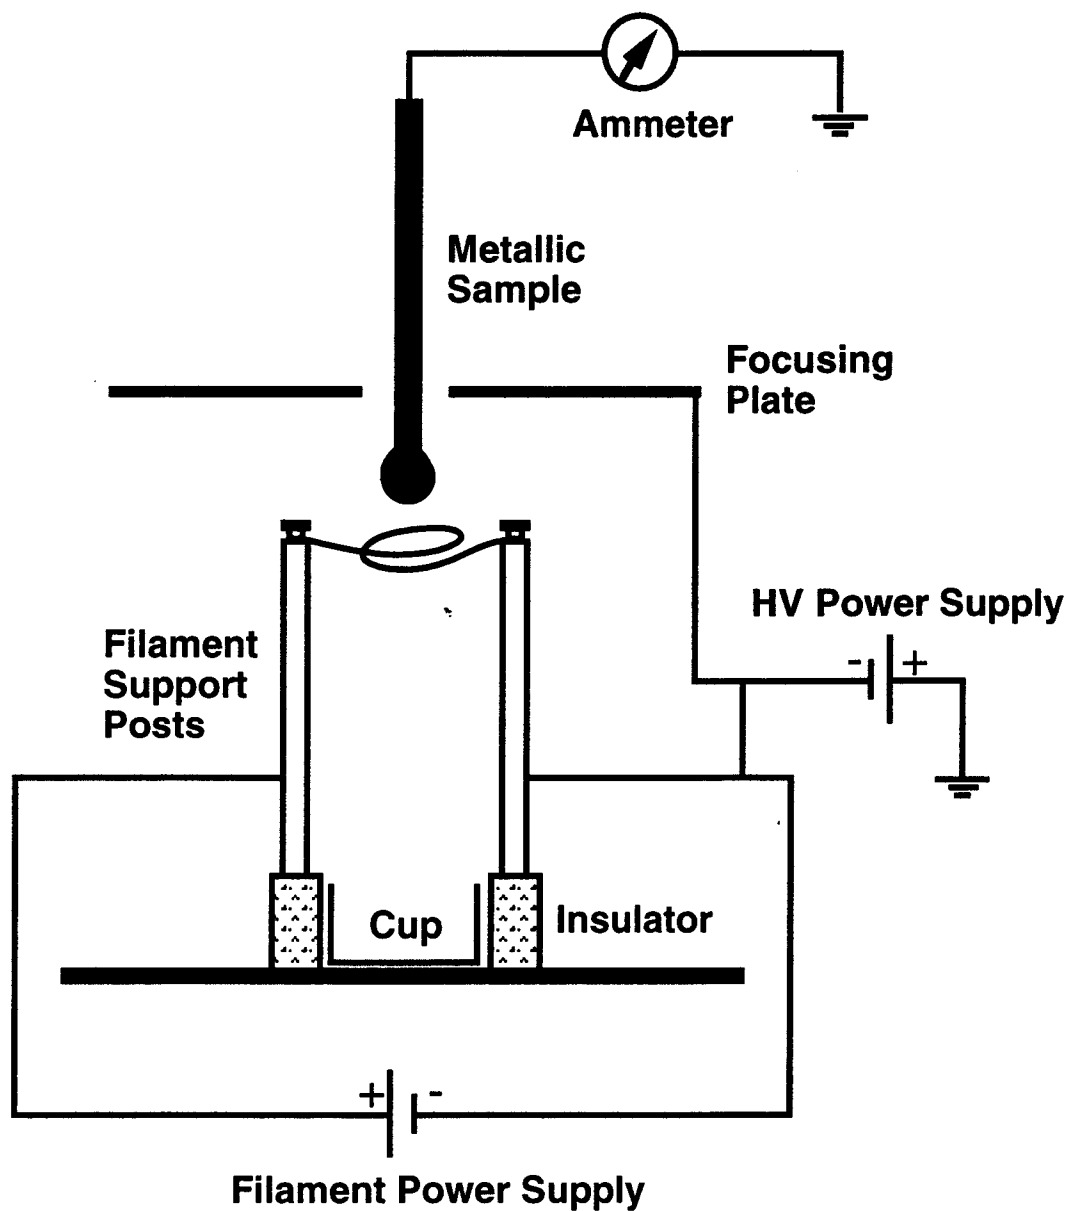 Ammeter
Metallic
Sample
Focusing
Plate
HV Power Supply
- +
Filament
Support
Posts
Cup
Insulator
+ -
Filament Power Supply